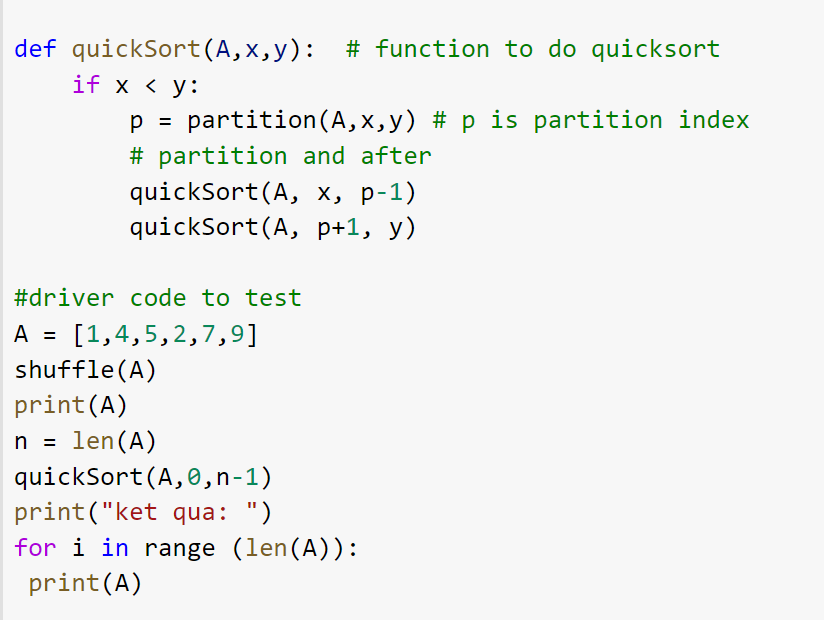 def quickSort(A,x,y):  # function to do quicksort
    if x < y:
        p = partition(A,x,y) # p is partition index
        # partition and after
        quickSort(A, x, p-1)
        quickSort(A, p+1, y)

#driver code to test
A = [1,4,5,2,7,9]
shuffle(A)
print(A)
n = len(A)
quickSort(A,0,n-1)
print("ket qua: ")
for i in range (len(A)):
 print(A)